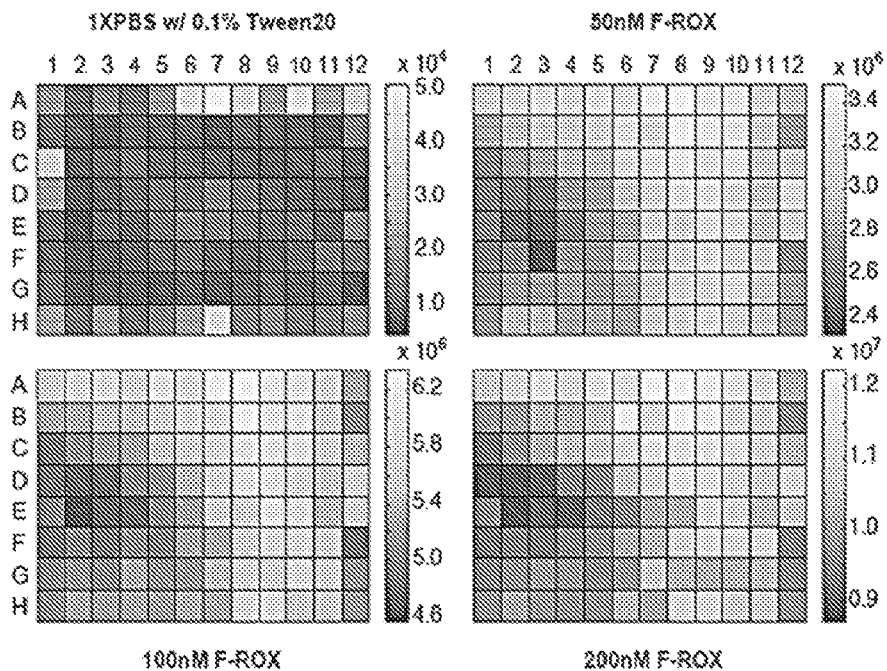 1XPBS w/ 0.1% Tween20
50nM F-ROX
1 2 3 4 5 6 7 8 9 10 11 12
x 10^4
1 2 3 4 5 6 7 8 9 10 11 12
x 10^6
A
B
C
D
E
F
G
H
5.0
4.0
3.0
2.0
1.0
3.4
3.2
3.0
2.8
2.6
2.4
x 10^6
x 10^7
A
B
C
D
E
F
G
H
6.2
5.8
5.4
5.0
4.6
1.2
1.1
1.0
0.9
100nM F-ROX
200nM F-ROX